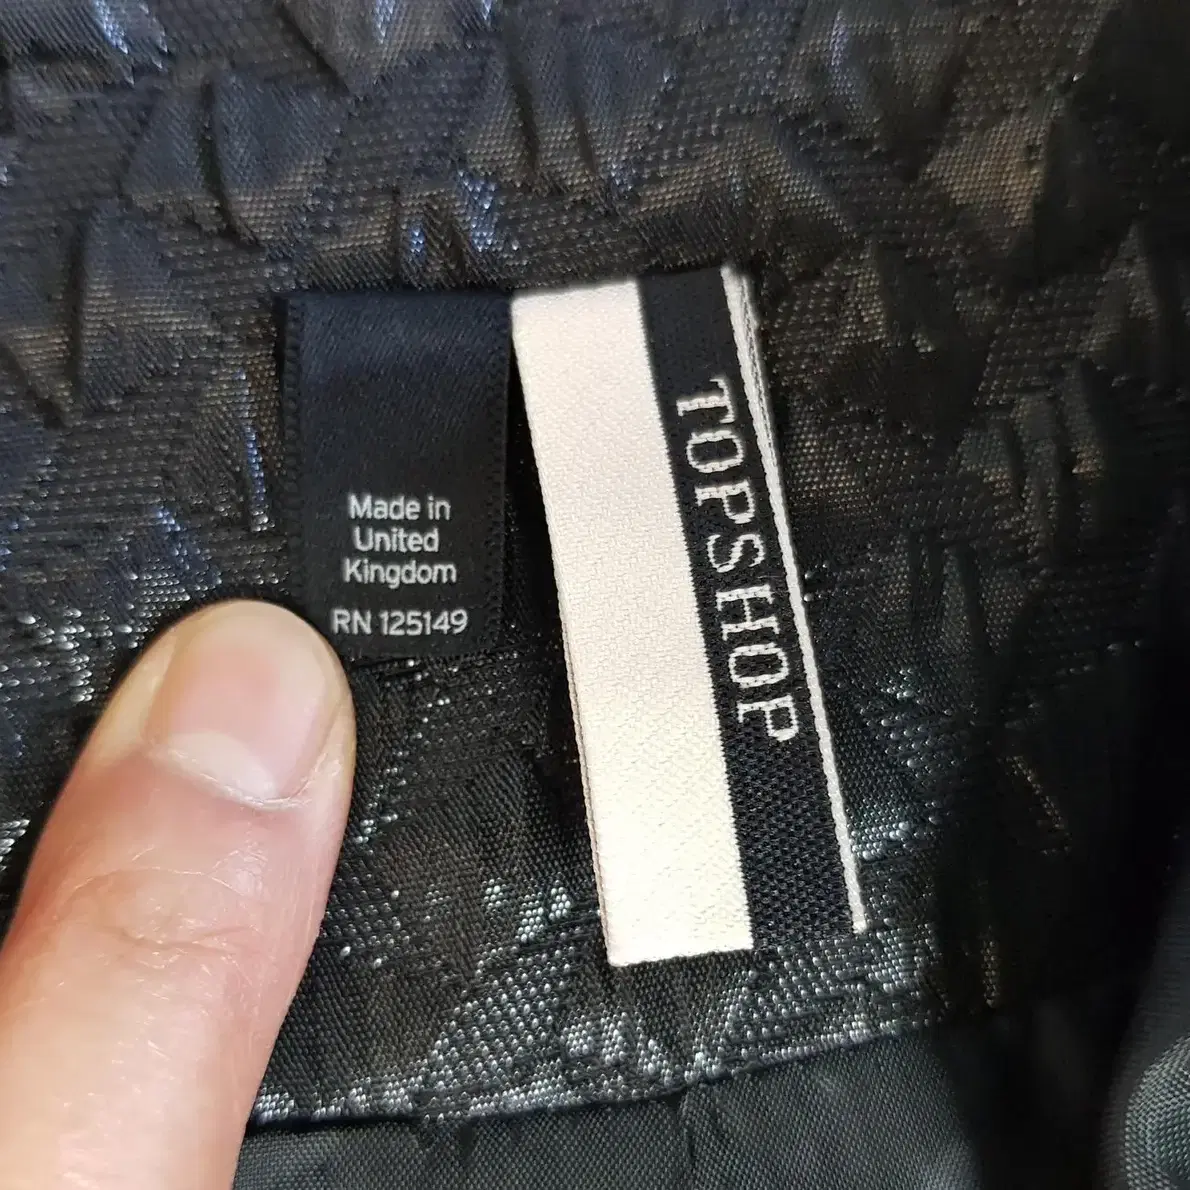 Made in
United
Kingdom
RN 125149
TOPSHOP